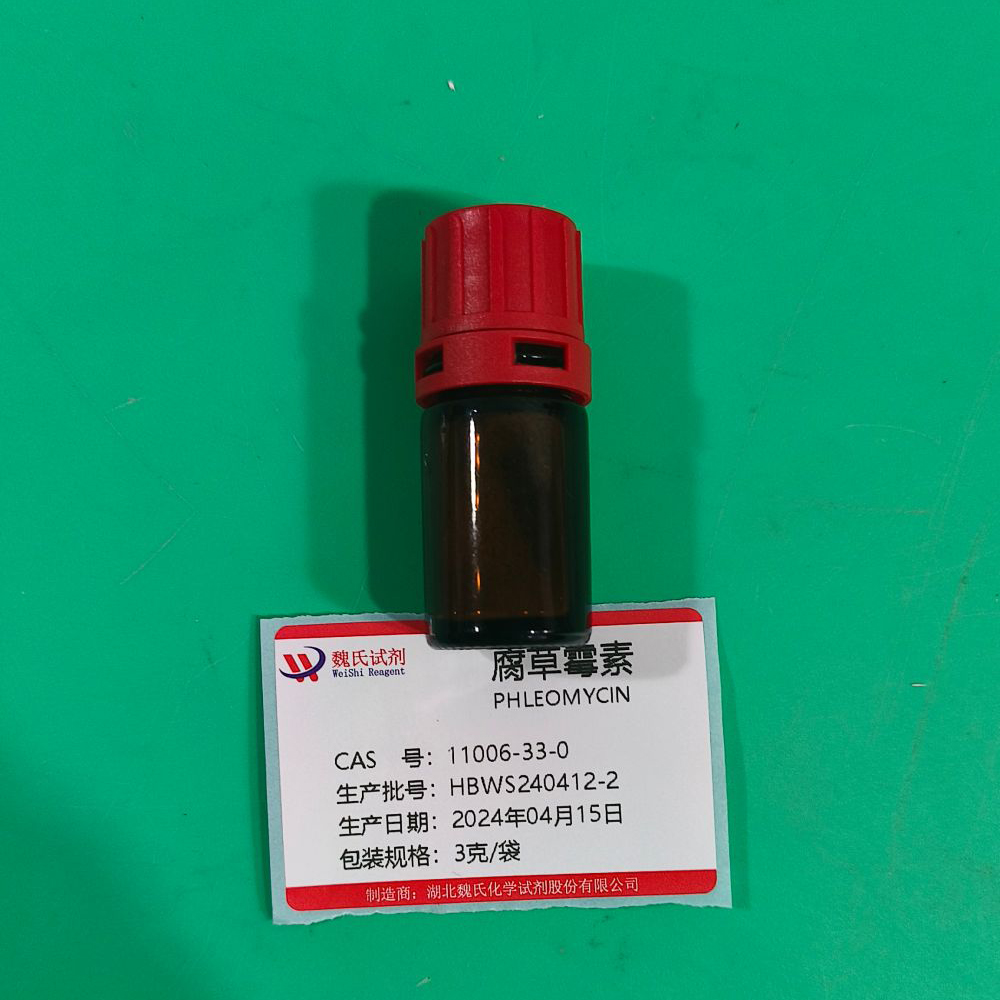 魏氏试剂
WeiShi Reagent
腐草霉素
PHLEOMYCIN
CAS 号：11006-33-0
生产批号：HBWS240412-2
生产日期：2024年04月15日
包装规格：3克/袋
制造商：湖北魏氏化学试剂股份有限公司